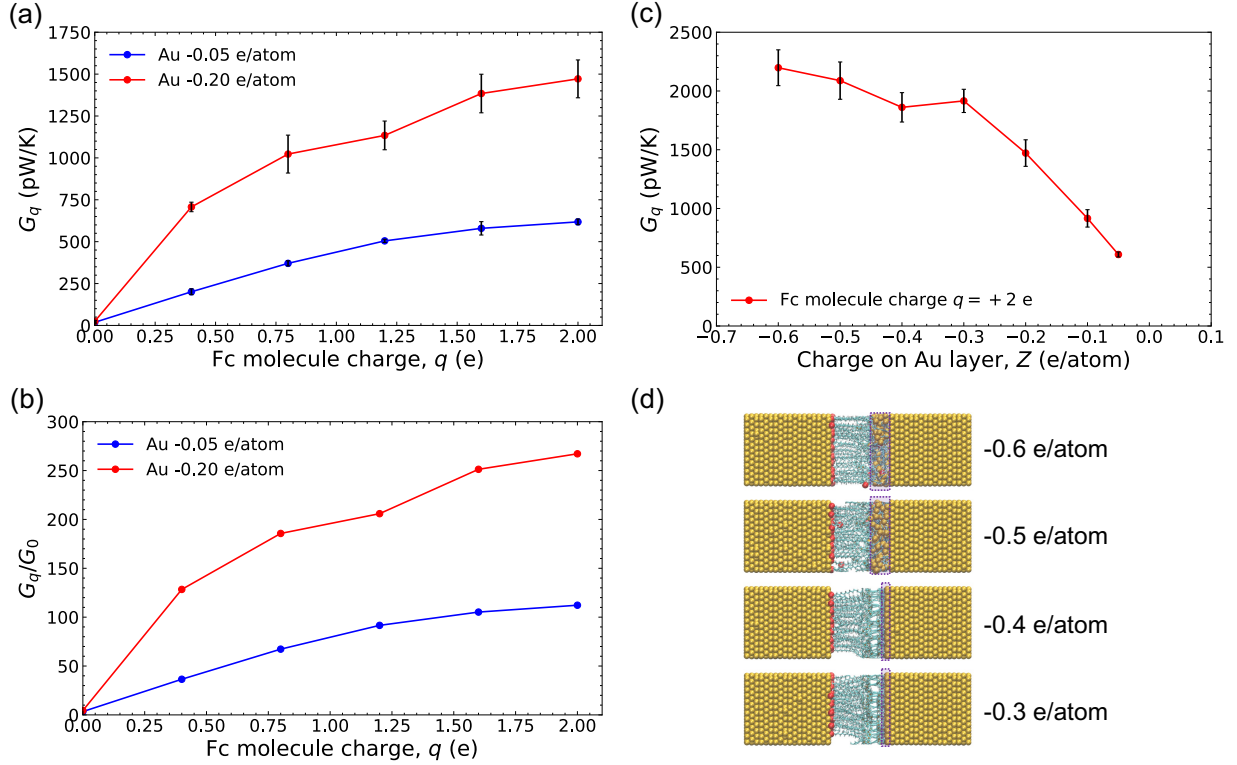 (a)
1750
1500
1250
1000
750
500
250
0
G_q (pW/K)
Au -0.05 e/atom
Au -0.20 e/atom
0.00 0.25 0.50 0.75 1.00 1.25 1.50 1.75 2.00
Fc molecule charge, q (e)
(b)
300
250
200
150
100
50
0
G_q/G_0
Au -0.05 e/atom
Au -0.20 e/atom
0.00 0.25 0.50 0.75 1.00 1.25 1.50 1.75 2.00
Fc molecule charge, q (e)
(c)
2500
2000
1500
1000
500
0
G_q (pW/K)
Fc molecule charge q = +2 e
−0.7 −0.6 −0.5 −0.4 −0.3 −0.2 −0.1 0.0 0.1
Charge on Au layer, Z (e/atom)
(d)
-0.6 e/atom
-0.5 e/atom
-0.4 e/atom
-0.3 e/atom